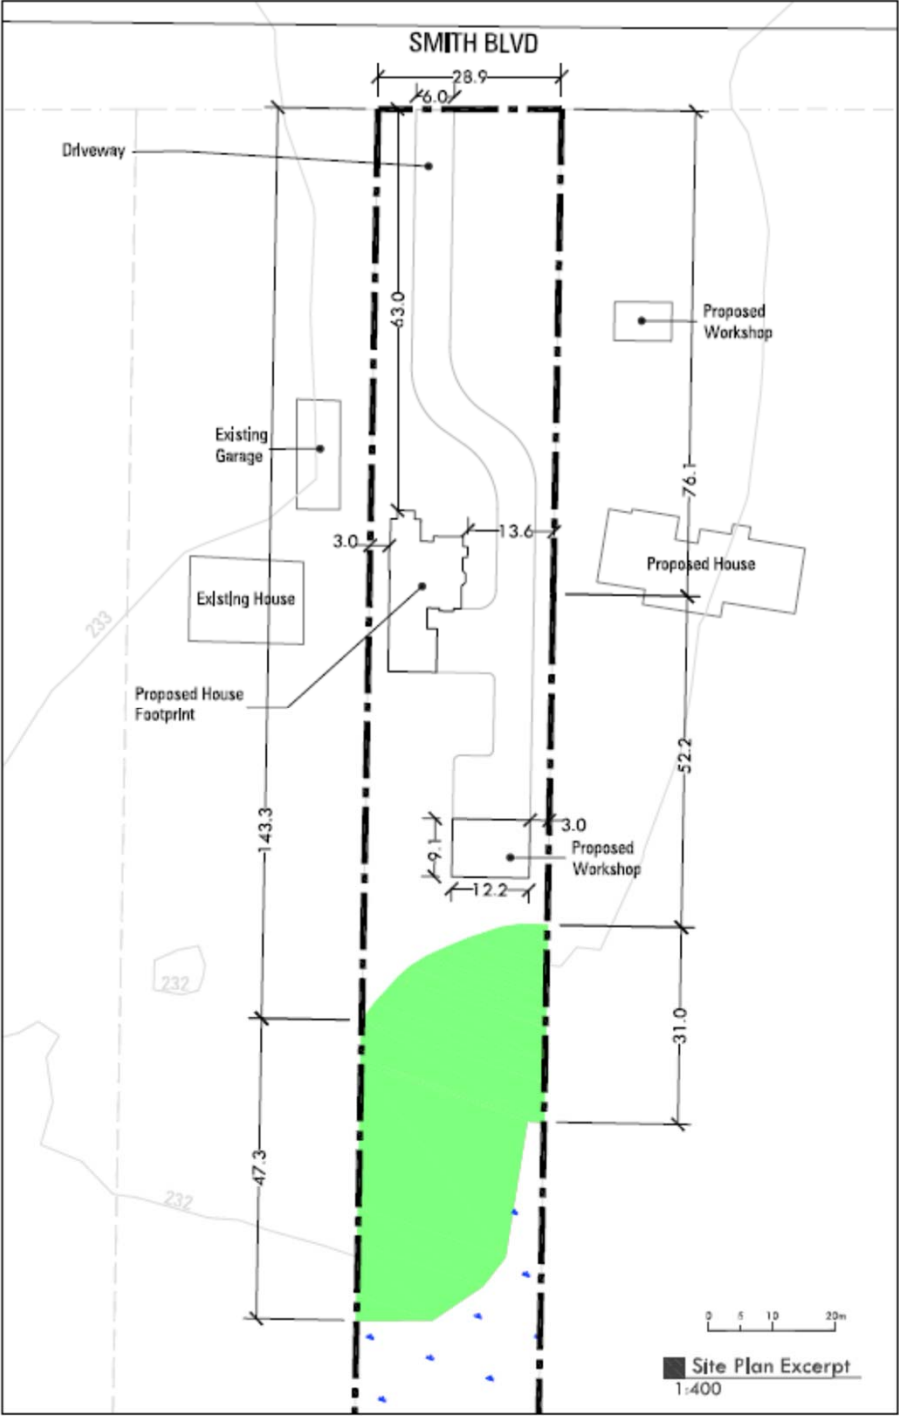 SMITH BLVD
28.9
6.0
Driveway
63.0
Proposed
Workshop
Existing
Garage
76.1
3.0
13.6
Proposed House
Existing House
233
Proposed House
Footprint
52.2
143.3
3.0
9.1
Proposed
Workshop
12.2
232
31.0
47.3
232
0 5 10 20m
Site Plan Excerpt
1:400